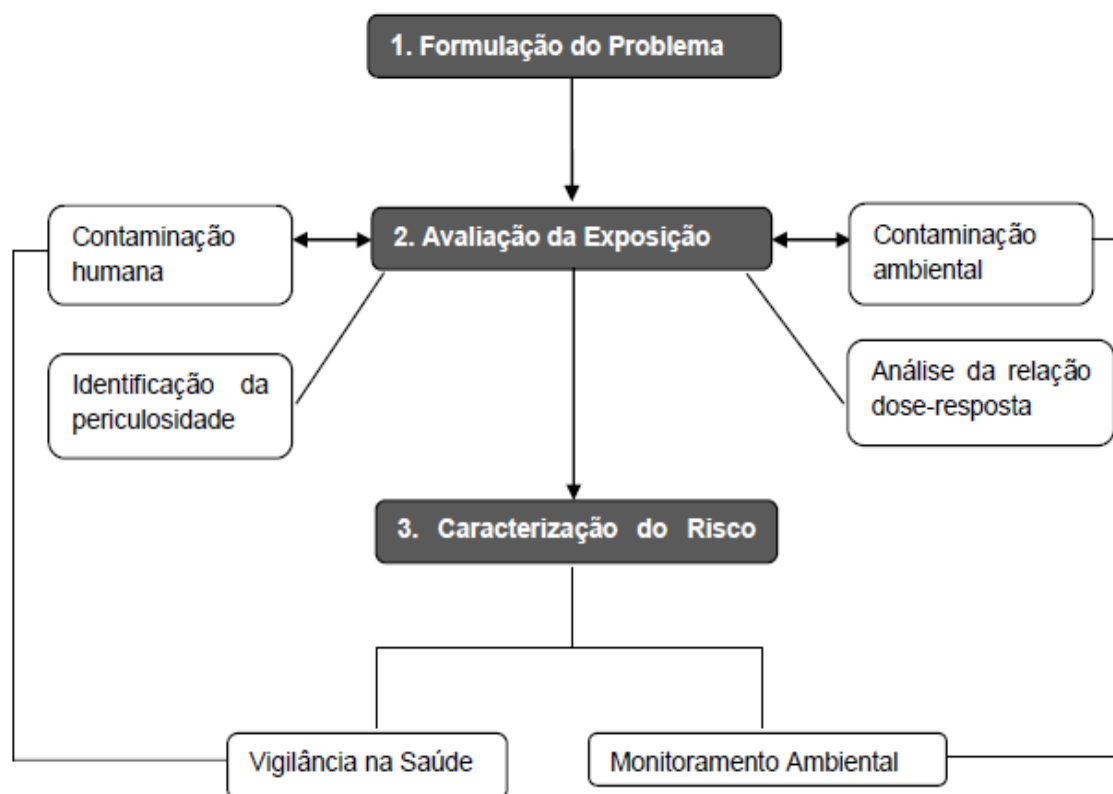 1. Formulação do Problema
Contaminação
humana
2. Avaliação da Exposição
Contaminação
ambiental
Identificação da
periculosidade
Análise da relação
dose-resposta
3. Caracterização do Risco
Vigilância na Saúde
Monitoramento Ambiental